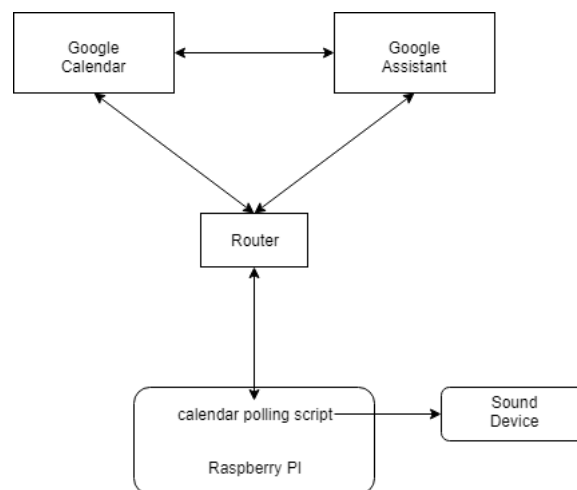 Google
Calendar
Google
Assistant
Router
calendar polling script
Sound
Device
Raspberry PI